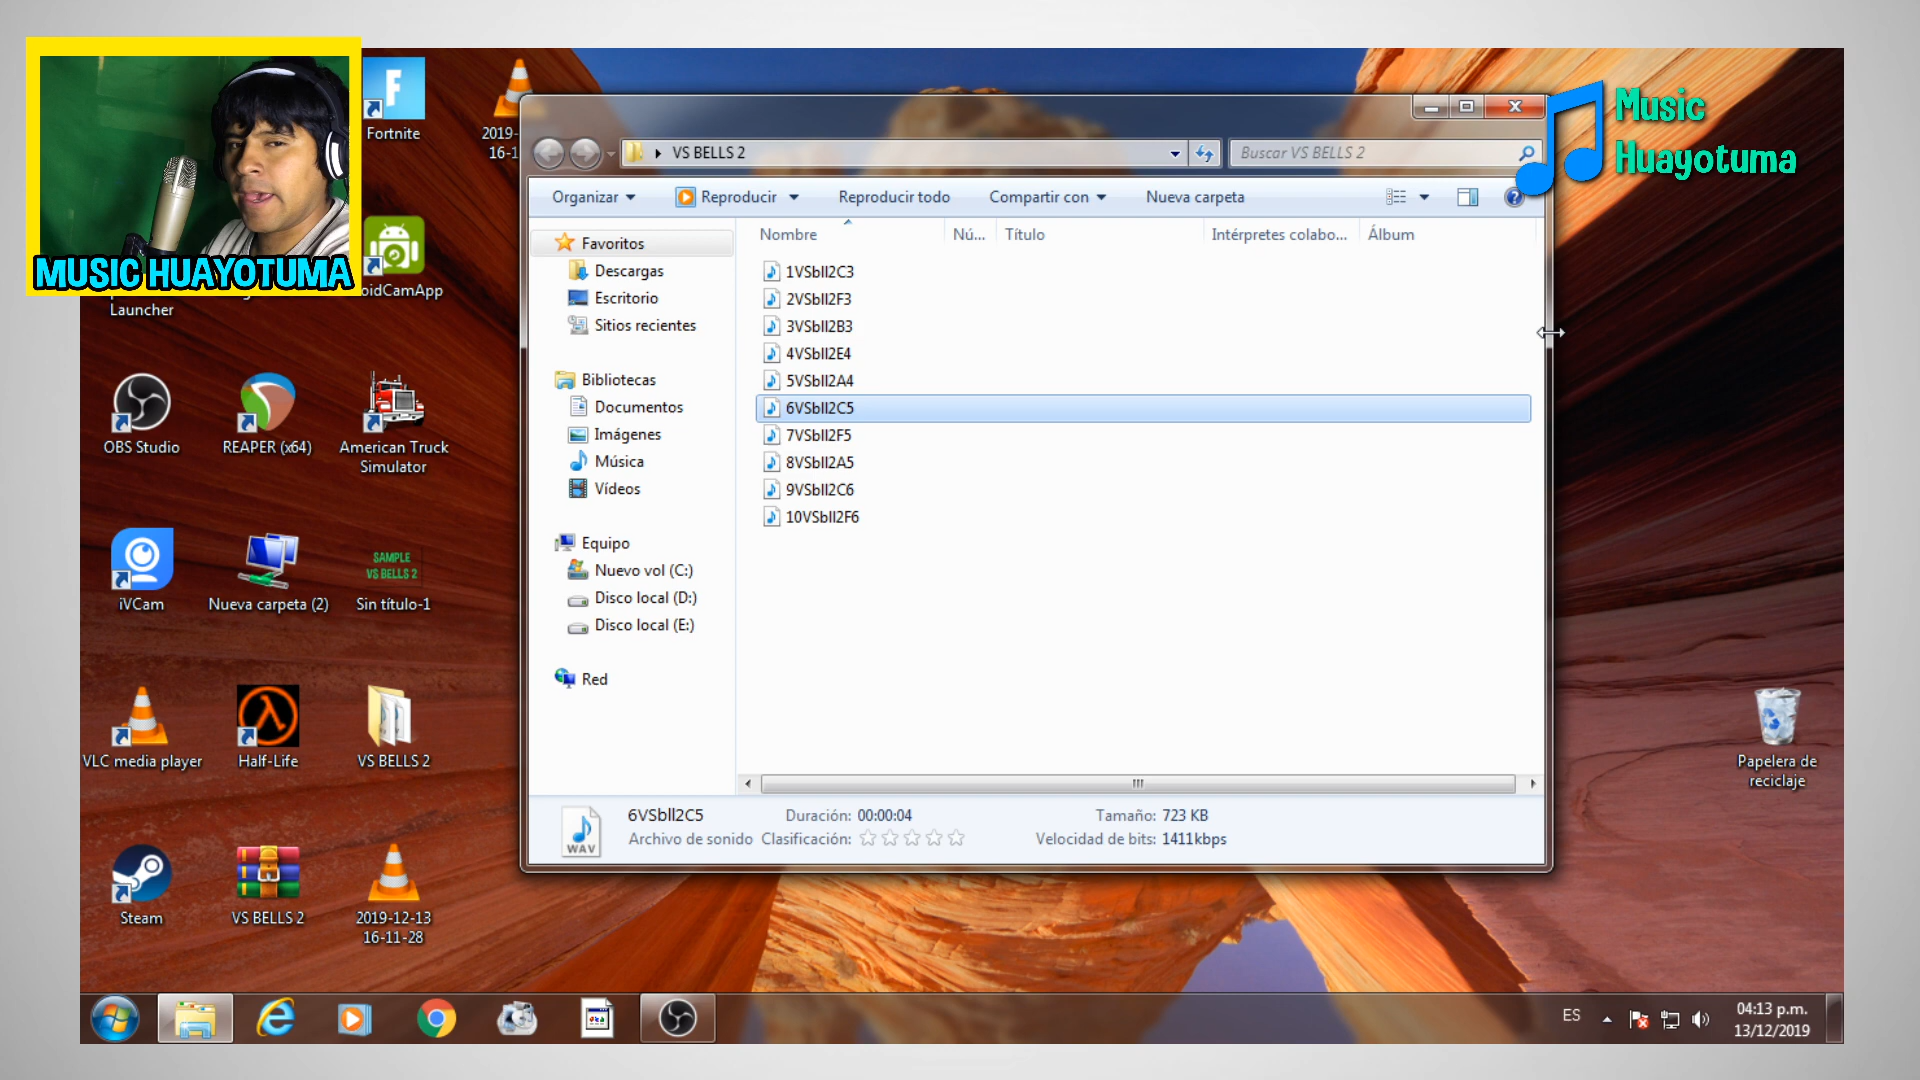 MUSIC HUAYOTUMA
Music
Huayotuma
Fortnite
2019-
16-1
Launcher
oidCamApp
OBS Studio
REAPER (x64)
American Truck
Simulator
iVCam
Nueva carpeta (2)
SAMPLE
VS BELLS 2
Sin título-1
VLC media player
Half-Life
VS BELLS 2
Steam
VS BELLS 2
2019-12-13
16-11-28
VS BELLS 2
Buscar VS BELLS 2
Organizar
Reproducir
Reproducir todo
Compartir con
Nueva carpeta
Favoritos
Descargas
Escritorio
Sitios recientes
Bibliotecas
Documentos
Imágenes
Música
Vídeos
Equipo
Nuevo vol (C:)
Disco local (D:)
Disco local (E:)
Red
Nombre
Nú...
Título
Intérpretes colabo...
Álbum
1VSbll2C3
2VSbll2F3
3VSbll2B3
4VSbll2E4
5VSbll2A4
6VSbll2C5
7VSbll2F5
8VSbll2A5
9VSbll2C6
10VSbll2F6
WAV
6VSbll2C5
Archivo de sonido
Duración: 00:00:04
Clasificación:
Tamaño: 723 KB
Velocidad de bits: 1411kbps
Papelera de
reciclaje
ES
04:13 p.m.
13/12/2019